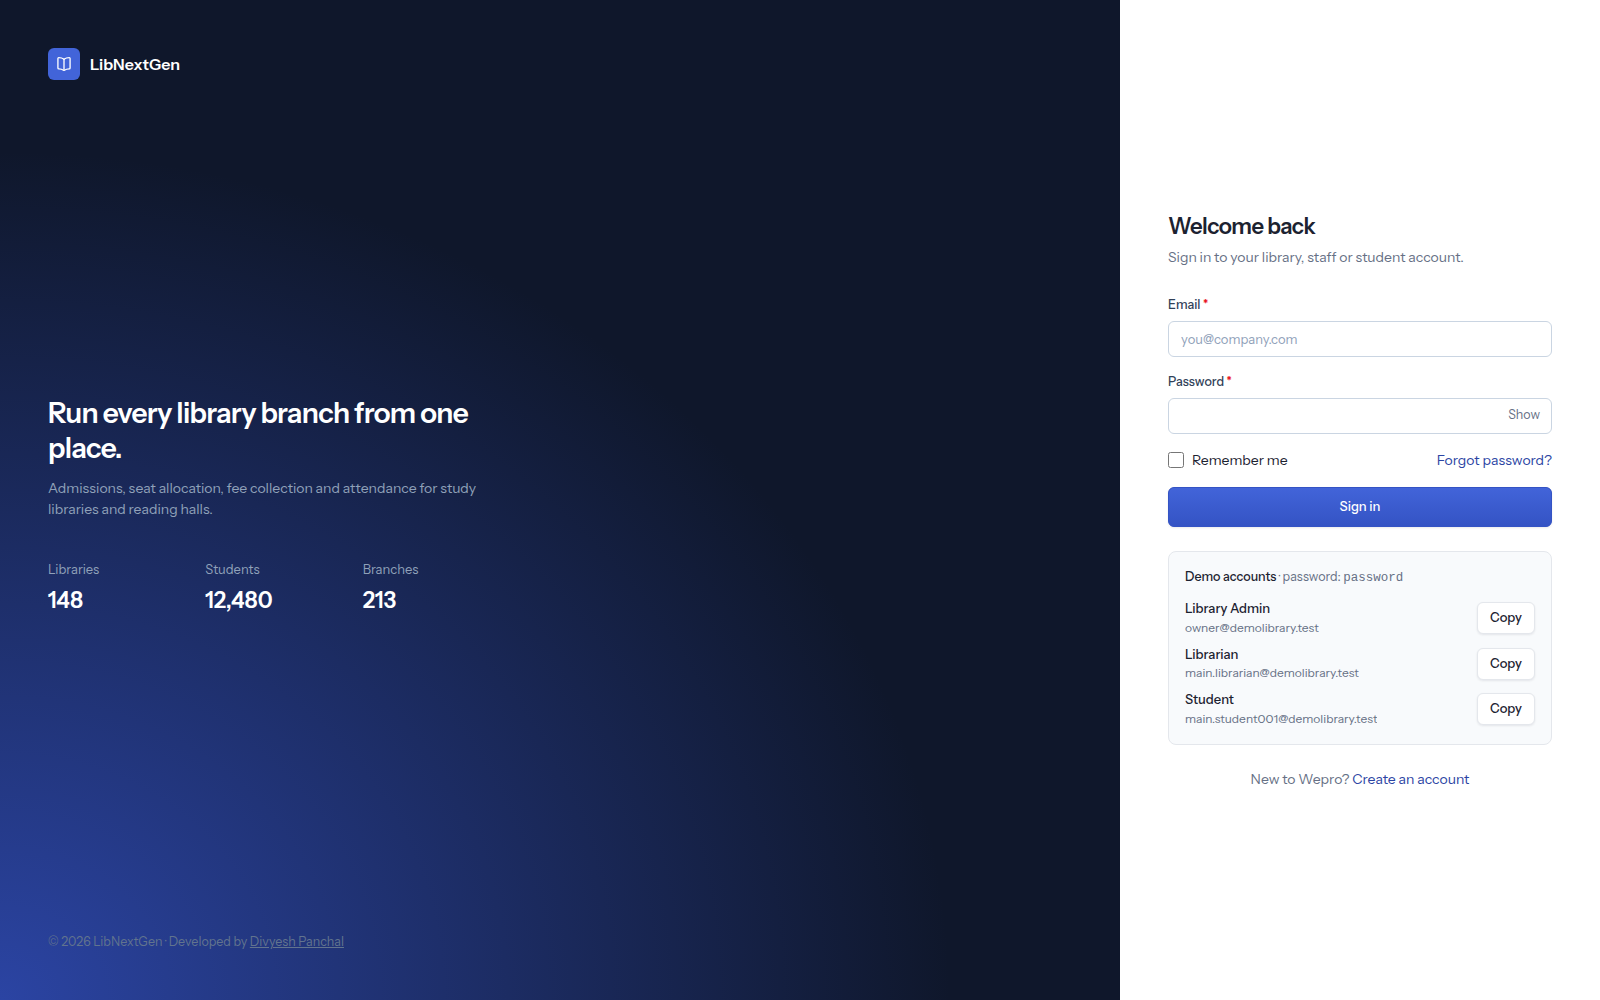 LibNextGen
Run every library branch from one
place.
Admissions, seat allocation, fee collection and attendance for study
libraries and reading halls.
Libraries
148
Students
12,480
Branches
213
© 2026 LibNextGen · Developed by Divyesh Panchal
Welcome back
Sign in to your library, staff or student account.
Email *
you@company.com
Password *
Show
Remember me
Forgot password?
Sign in
Demo accounts · password: password
Library Admin
owner@demolibrary.test
Copy
Librarian
main.librarian@demolibrary.test
Copy
Student
main.student001@demolibrary.test
Copy
New to Wepro? Create an account